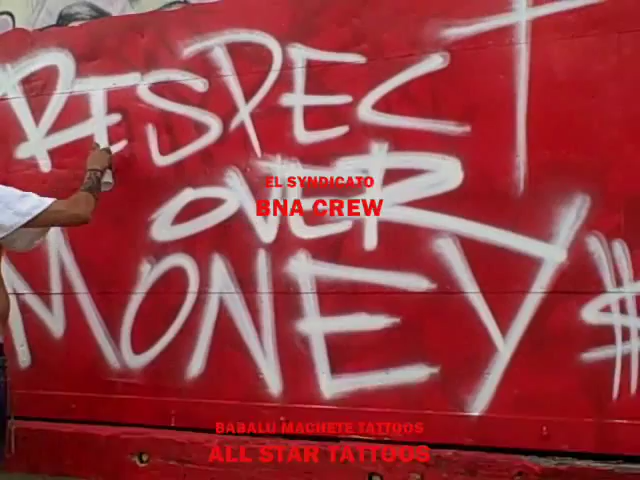 RESPECT
OVER
MONEY $
EL SYNDICATO
BNA CREW
BABALU MACHETE TATTOOS
ALL STAR TATTOOS